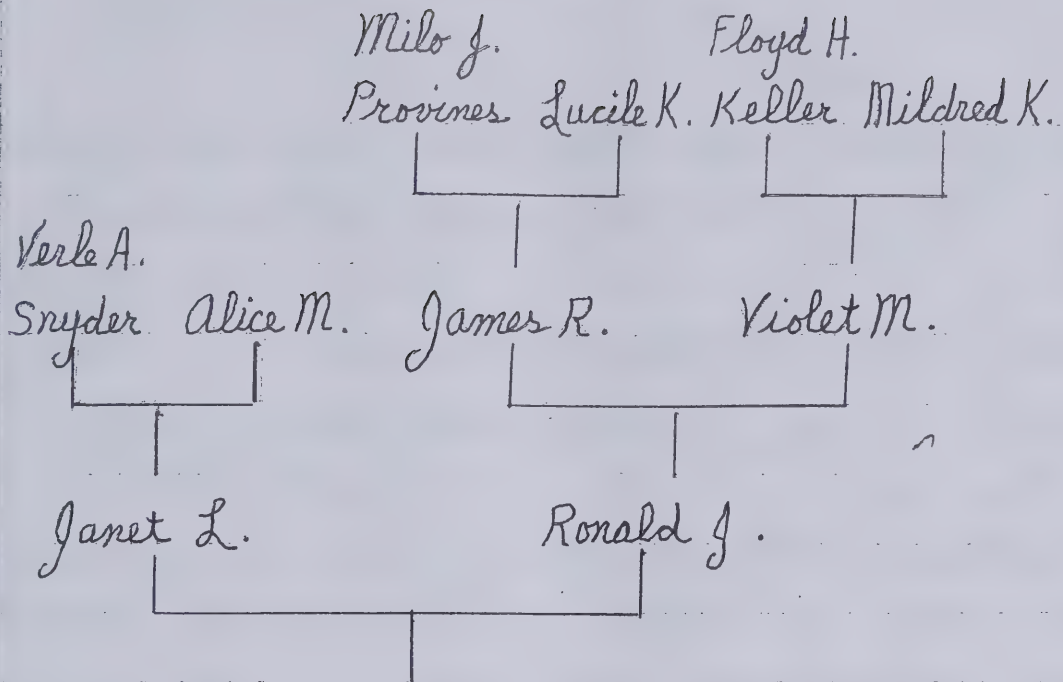 Milo J. Floyd H.
Provines Lucile K. Keller Mildred K.
Verle A.
Snyder Alice M. James R. Violet M.
Janet L. Ronald J.